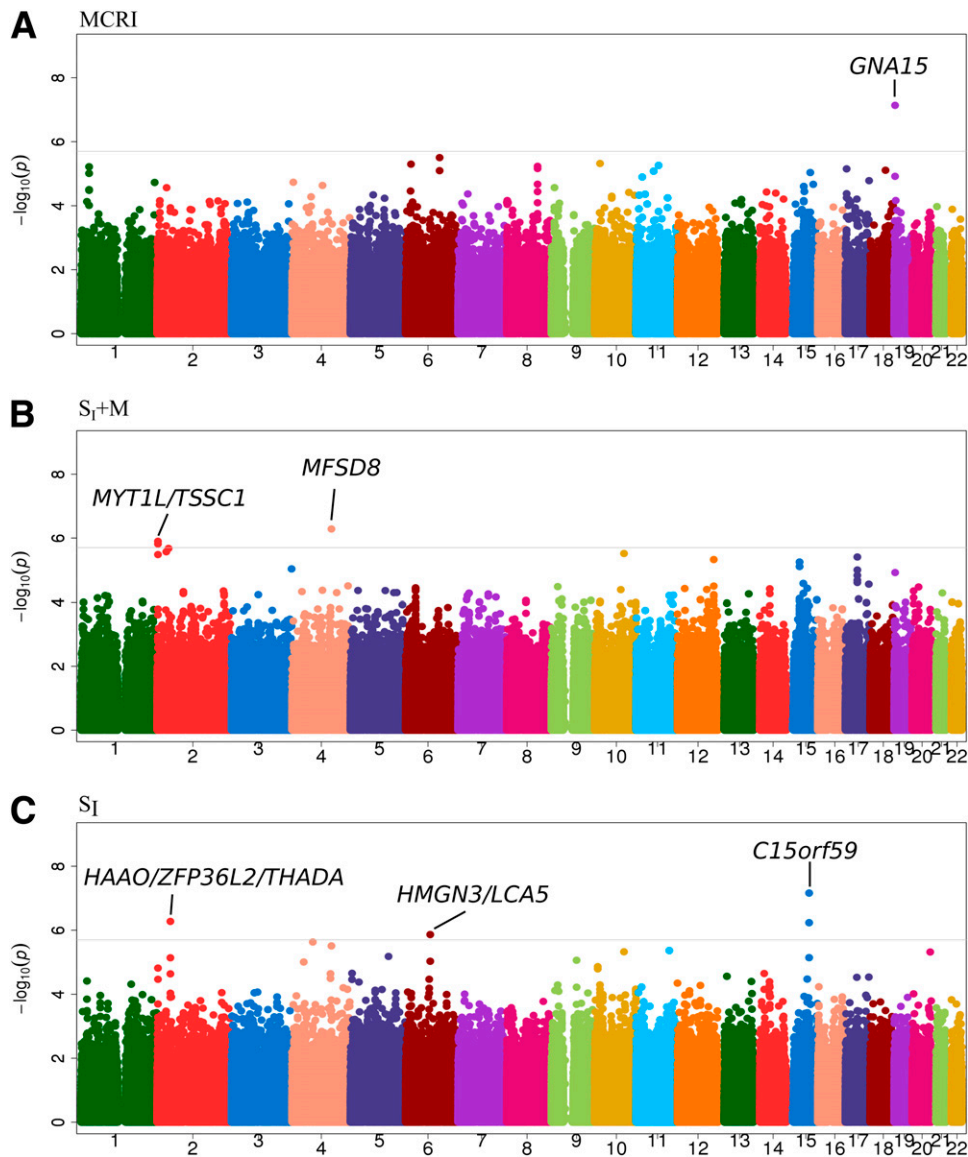 A MCRI
GNA15
8
6
4
2
0
−log10(p)
1 2 3 4 5 6 7 8 9 10 11 12 13 14 15 16 17 18 19 20 21 22
B SI+M
MFSD8
MYT1L/TSSC1
8
6
4
2
0
−log10(p)
1 2 3 4 5 6 7 8 9 10 11 12 13 14 15 16 17 18 19 20 21 22
C SI
C15orf59
HAAO/ZFP36L2/THADA
HMGN3/LCA5
8
6
4
2
0
−log10(p)
1 2 3 4 5 6 7 8 9 10 11 12 13 14 15 16 17 18 19 20 21 22